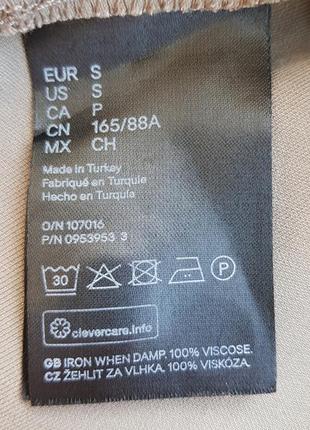 EUR S
US S
CA P
CN 165/88A
MX CH
Made in Turkey
Fabriqué en Turquie
Hecho en Turquía
O/N 107016
P/N 0953953 3
30 P
clevercare.info
GB IRON WHEN DAMP. 100% VISCOSE.
CZ ŽEHLIT ZA VLHKA. 100% VISKÓZA.